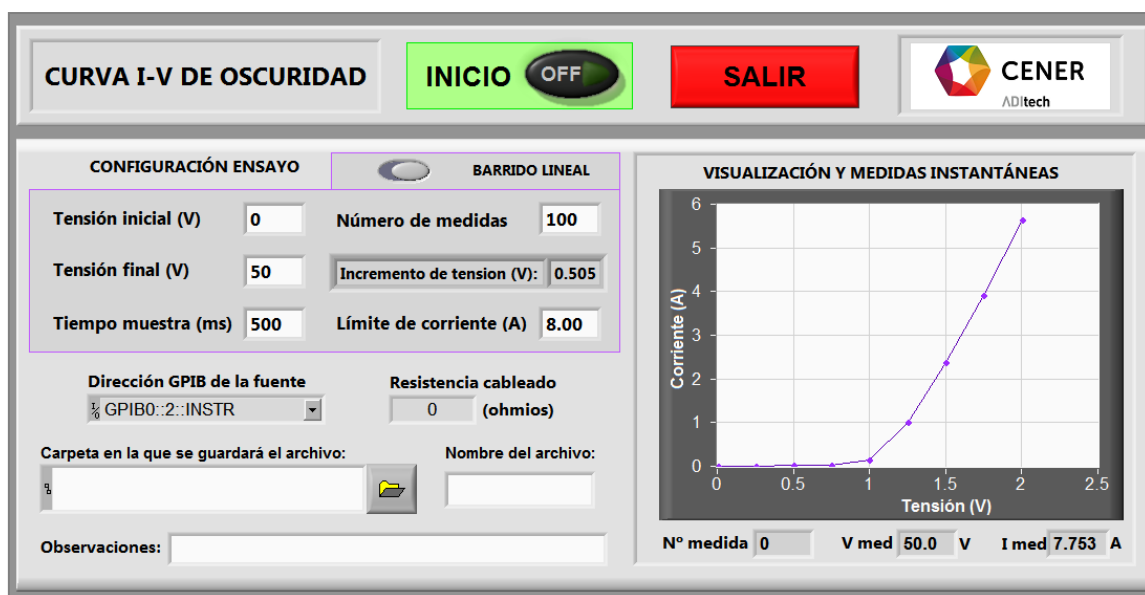 CURVA I-V DE OSCURIDAD
INICIO
OFF
SALIR
CENER
ADItech
CONFIGURACIÓN ENSAYO
BARRIDO LINEAL
Tensión inicial (V) 0
Número de medidas 100
Tensión final (V) 50
Incremento de tension (V): 0.505
Tiempo muestra (ms) 500
Límite de corriente (A) 8.00
Dirección GPIB de la fuente
GPIB0::2::INSTR
Resistencia cableado
0 (ohmios)
Carpeta en la que se guardará el archivo:
Nombre del archivo:
Observaciones:
VISUALIZACIÓN Y MEDIDAS INSTANTÁNEAS
Corriente (A)
6
5
4
3
2
1
0
0 0.5 1 1.5 2 2.5
Tensión (V)
Nº medida 0 V med 50.0 V I med 7.753 A